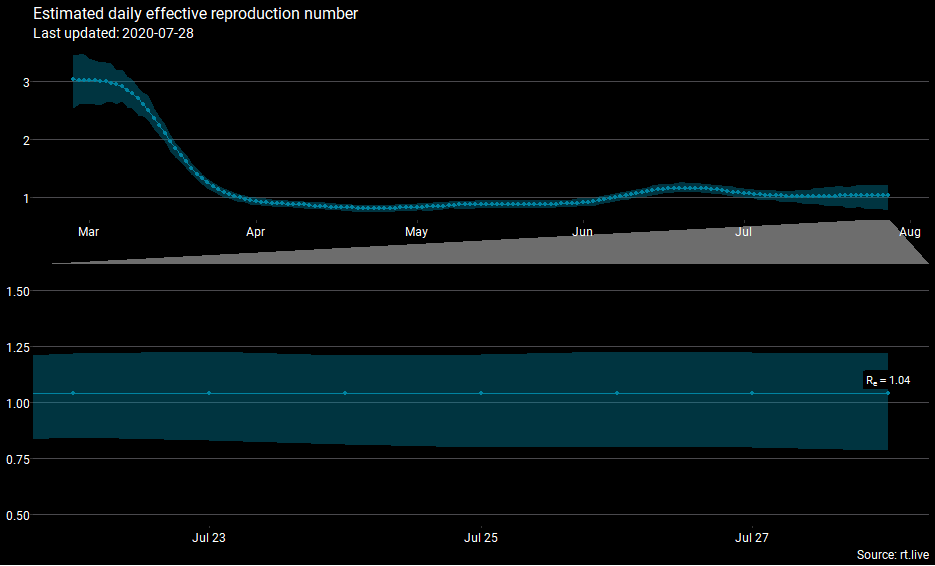 Estimated daily effective reproduction number
Last updated: 2020-07-28
3
2
1
Mar Apr May Jun Jul Aug
1.50
1.25
Re = 1.04
1.00
0.75
0.50
Jul 23 Jul 25 Jul 27
Source: rt.live